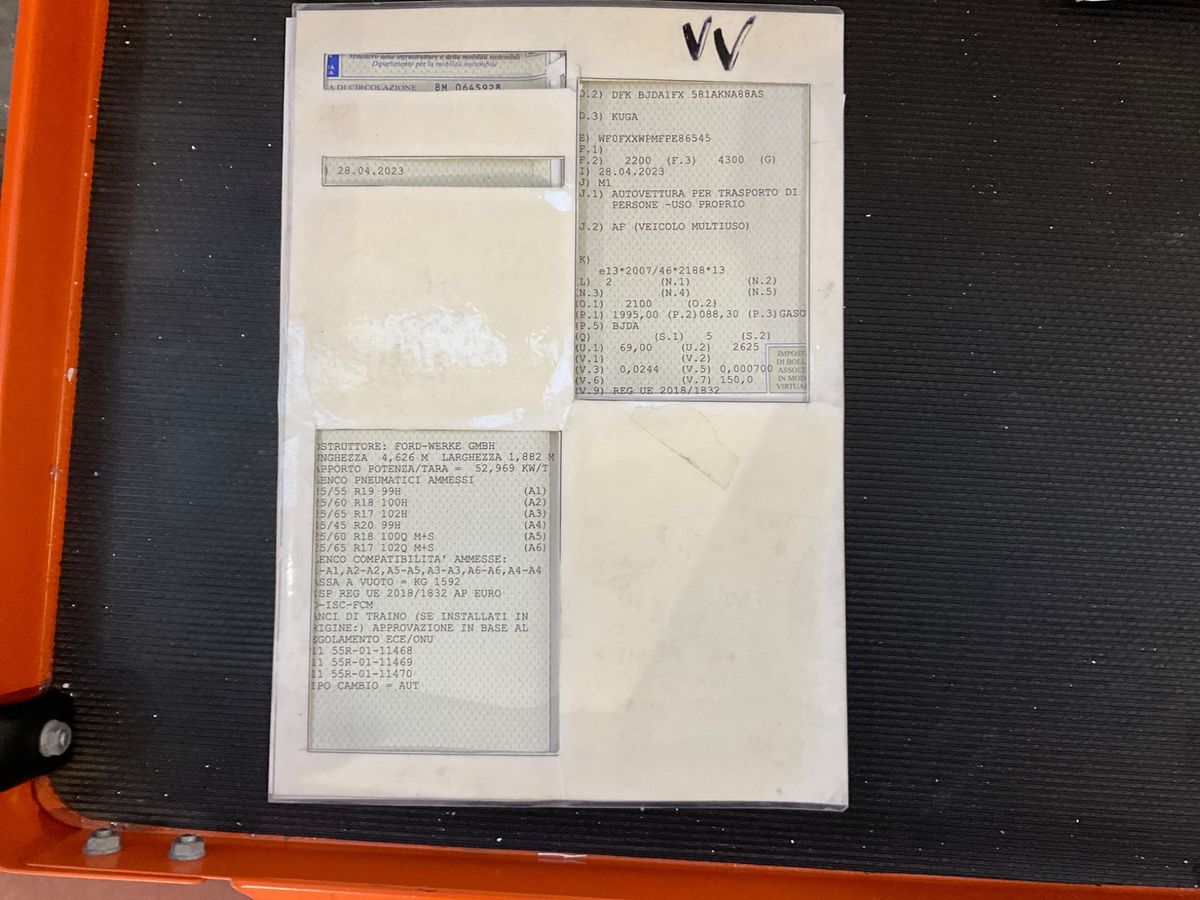 VV
Ministero delle infrastrutture e della mobilità sostenibili
Dipartimento per la mobilità sostenibile
A DI CIRCOLAZIONE BM 0645928
) 28.04.2023
D.2) DFK BJDA1FX 581AKNA88AS
D.3) KUGA
E) WF0FXXWPMFPE86545
F.1)
F.2) 2200 (F.3) 4300 (G)
I) 28.04.2023
J) M1
J.1) AUTOVETTURA PER TRASPORTO DI
PERSONE -USO PROPRIO
J.2) AF (VEICOLO MULTIUSO)
K)
e13*2007/46*2188*13
L) 2 (N.1) (N.2)
(N.3) (N.4) (N.5)
(O.1) 2100 (O.2)
(P.1) 1995,00 (P.2)088,30 (P.3)GASO
(P.5) BJDA
(Q) (S.1) 5 (S.2)
(U.1) 69,00 (U.2) 2625
(V.1) (V.2)
(V.3) 0,0244 (V.5) 0,000700
(V.6) (V.7) 150,0
(V.9) REG UE 2018/1832
IMPOST
DI BOLL
ASSOLT
IN MOD
VIRTUA
OSTRUTTORE: FORD-WERKE GMBH
UNGHEZZA 4,626 M LARGHEZZA 1,882 M
APPORTO POTENZA/TARA = 52,969 KW/T
LENCO PNEUMATICI AMMESSI
25/55 R19 99H (A1)
25/60 R18 100H (A2)
25/65 R17 102H (A3)
45/45 R20 99H (A4)
25/60 R18 100Q M+S (A5)
25/65 R17 102Q M+S (A6)
LENCO COMPATIBILITA' AMMESSE:
-A1,A2-A2,A5-A5,A3-A3,A6-A6,A4-A4
ASSA A VUOTO = KG 1592
ISP REG UE 2018/1832 AP EURO
D-ISC-FCM
ANCI DI TRAINO (SE INSTALLATI IN
RIGINE:) APPROVAZIONE IN BASE AL
EGOLAMENTO ECE/ONU
11 55R-01-11468
11 55R-01-11469
11 55R-01-11470
IPO CAMBIO = AUT